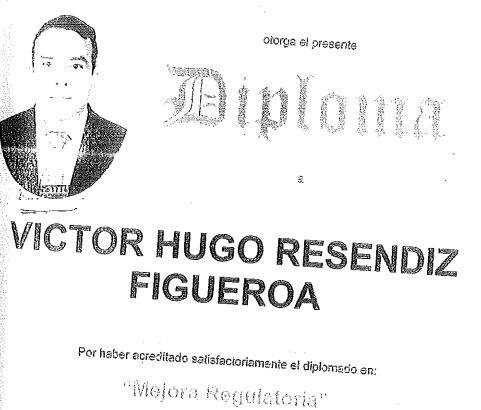 otorga el presente
Diploma
a
VICTOR HUGO RESENDIZ
FIGUEROA
Por haber acreditado satisfactoriamente el diplomado en:
"Mejora Regulatoria"